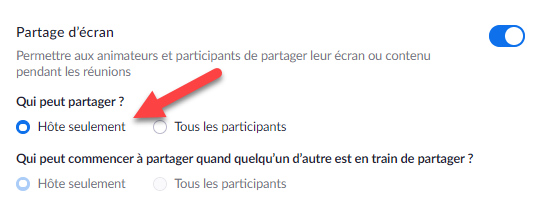 Partage d'écran
Permettre aux animateurs et participants de partager leur écran ou contenu
pendant les réunions
Qui peut partager ?
Hôte seulement Tous les participants
Qui peut commencer à partager quand quelqu'un d'autre est en train de partager ?
Hôte seulement Tous les participants